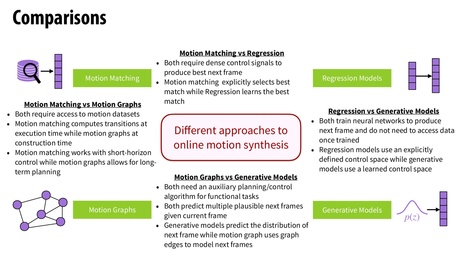 Comparisons
Motion Matching vs Regression
• Both require dense control signals to
produce best next frame
• Motion matching explicitly selects best
match while Regression learns the best
match
Motion Matching
Regression Models
Motion Matching vs Motion Graphs
• Both require access to motion datasets
• Motion matching computes transitions at
execution time while motion graphs at
construction time
• Motion matching works with short-horizon
control while motion graphs allows for long-
term planning
Different approaches to
online motion synthesis
Regression vs Generative Models
• Both train neural networks to produce
next frame and do not need to access data
once trained
• Regression models use an explicitly
defined control space while generative
models use a learned control space
Motion Graphs vs Generative Models
• Both need an auxiliary planning/control
algorithm for functional tasks
• Both predict multiple plausible next frames
given current frame
• Generative models predict the distribution of
next frame while motion graph uses graph
edges to model next frames
Motion Graphs
Generative Models
p(z)